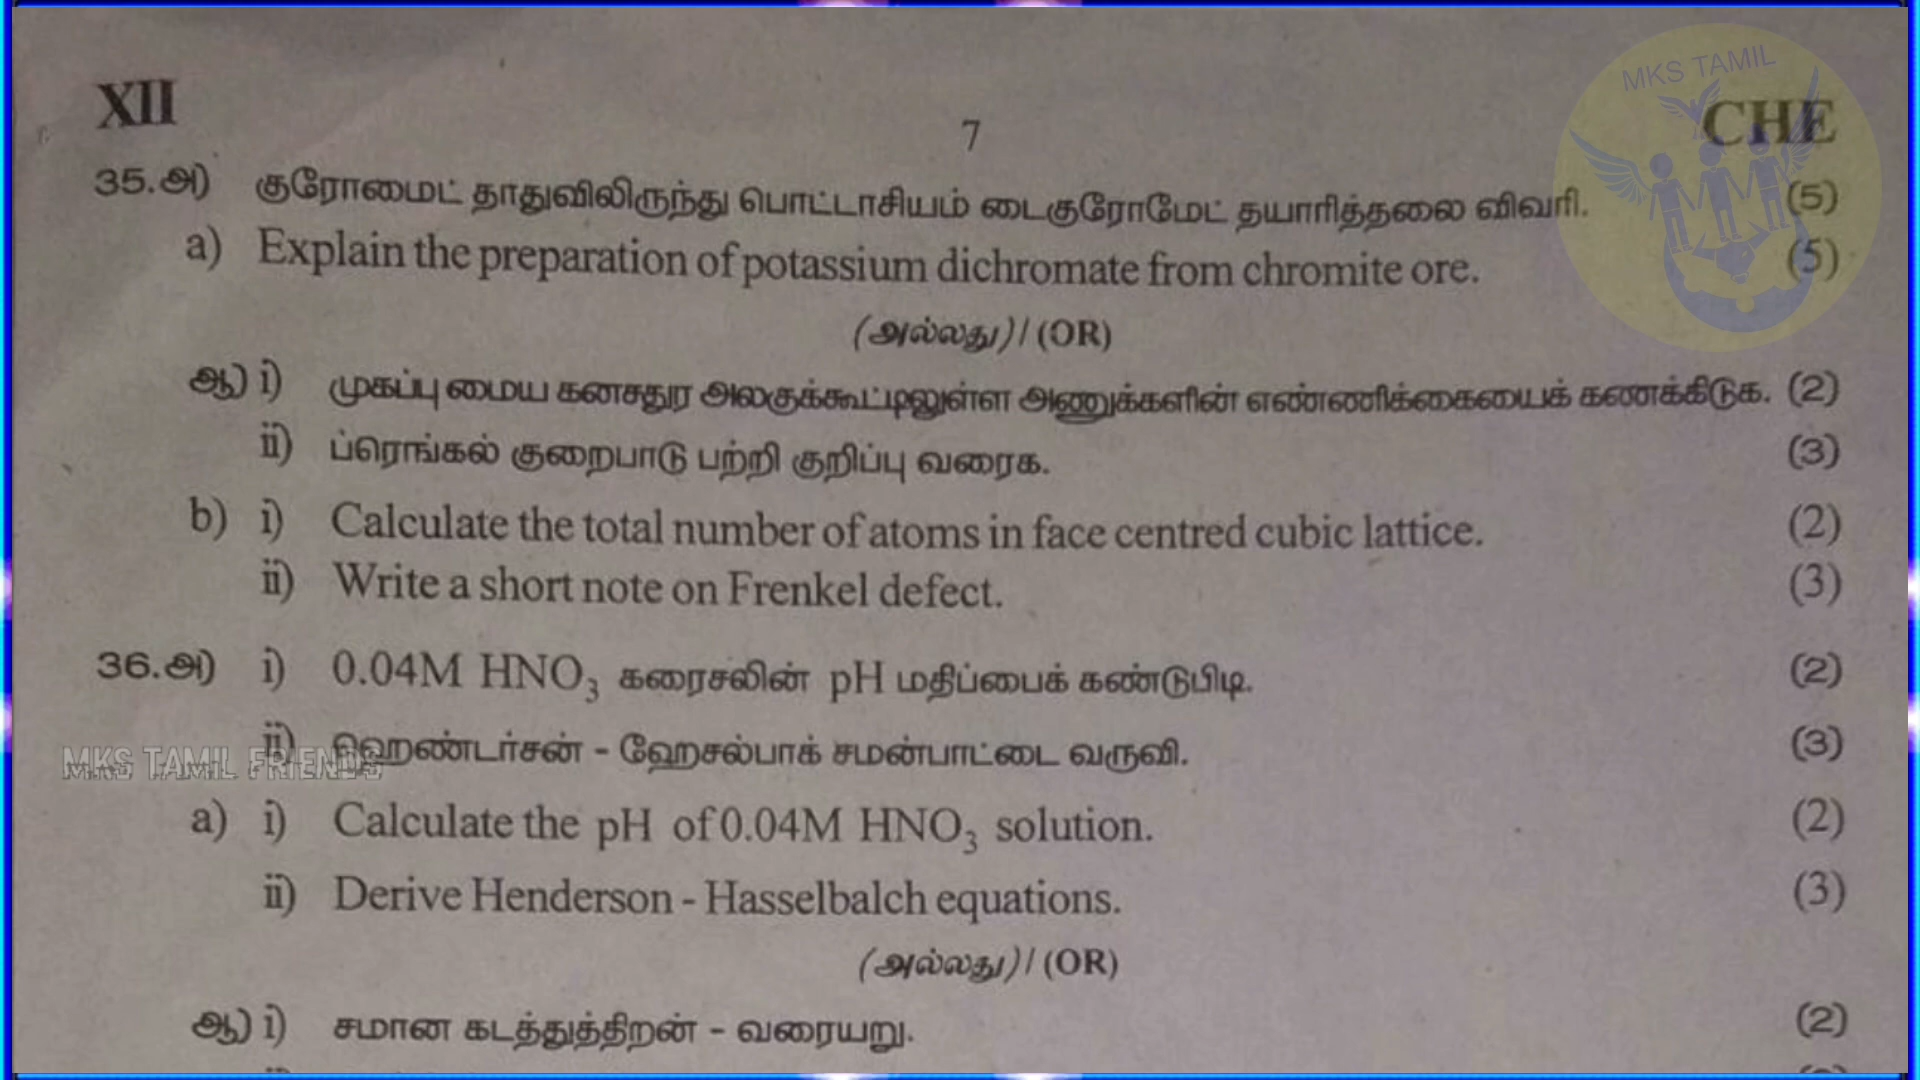 MKS TAMIL
XII 7 CHE
35.அ) குரோமைட் தாதுவிலிருந்து பொட்டாசியம் டைகுரோமேட் தயாரித்தலை விவரி. (5)
a) Explain the preparation of potassium dichromate from chromite ore. (5)
(அல்லது) / (OR)
ஆ) i) முகப்பு மைய கனசதுர அலகுக்கூட்டிலுள்ள அணுக்களின் எண்ணிக்கையைக் கணக்கிடுக. (2)
ii) ப்ரெங்கல் குறைபாடு பற்றி குறிப்பு வரைக. (3)
b) i) Calculate the total number of atoms in face centred cubic lattice. (2)
ii) Write a short note on Frenkel defect. (3)
36.அ) i) 0.04M HNO₃ கரைசலின் pH மதிப்பைக் கண்டுபிடி. (2)
ii) ஹெண்டர்சன் - ஹேசல்பாக் சமன்பாட்டை வருவி. (3)
MKS TAMIL FRIENDS
a) i) Calculate the pH of 0.04M HNO₃ solution. (2)
ii) Derive Henderson - Hasselbalch equations. (3)
(அல்லது) / (OR)
ஆ) i) சமான கடத்துத்திறன் - வரையறு. (2)